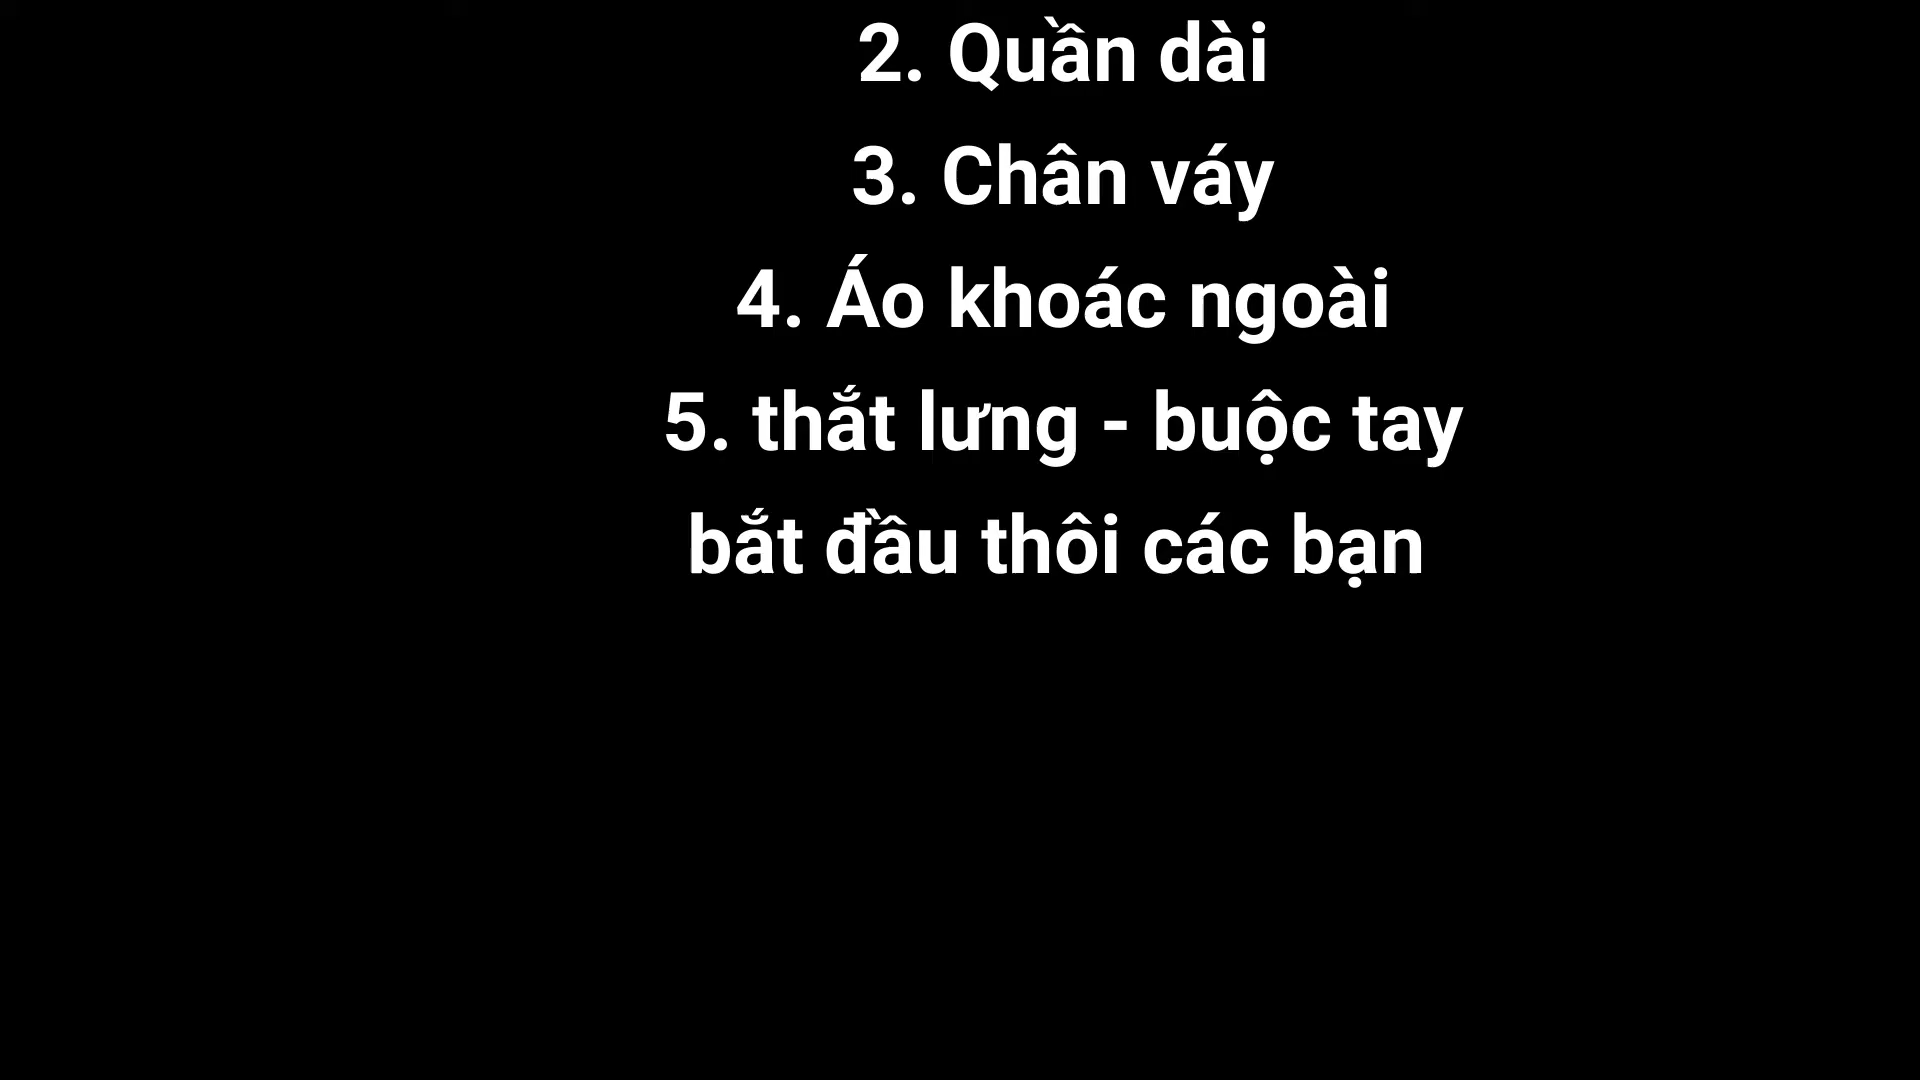 2. Quần dài
3. Chân váy
4. Áo khoác ngoài
5. thắt lưng - buộc tay
bắt đầu thôi các bạn